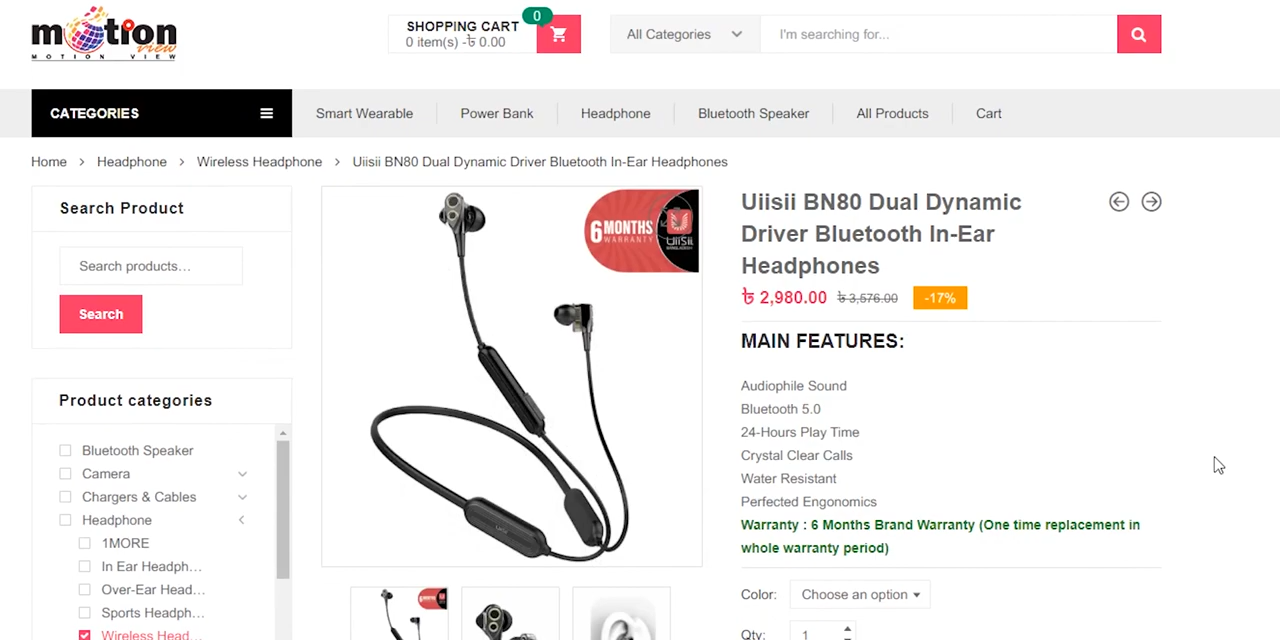 motion
view
MOTION VIEW
SHOPPING CART
0 item(s) -৳ 0.00
0
All Categories
I'm searching for...
CATEGORIES
Smart Wearable
Power Bank
Headphone
Bluetooth Speaker
All Products
Cart
Home > Headphone > Wireless Headphone > Uiisii BN80 Dual Dynamic Driver Bluetooth In-Ear Headphones
Search Product
Search products…
Search
Product categories
Bluetooth Speaker
Camera
Chargers & Cables
Headphone
1MORE
In Ear Headph…
Over-Ear Head…
Sports Headph…
Wireless Head…
6 MONTHS
WARRANTY
UiiSii
Uiisii BN80 Dual Dynamic
Driver Bluetooth In-Ear
Headphones
৳ 2,980.00 ৳ 3,576.00 -17%
MAIN FEATURES:
Audiophile Sound
Bluetooth 5.0
24-Hours Play Time
Crystal Clear Calls
Water Resistant
Perfected Engonomics
Warranty : 6 Months Brand Warranty (One time replacement in
whole warranty period)
Color: Choose an option
Qty: 1